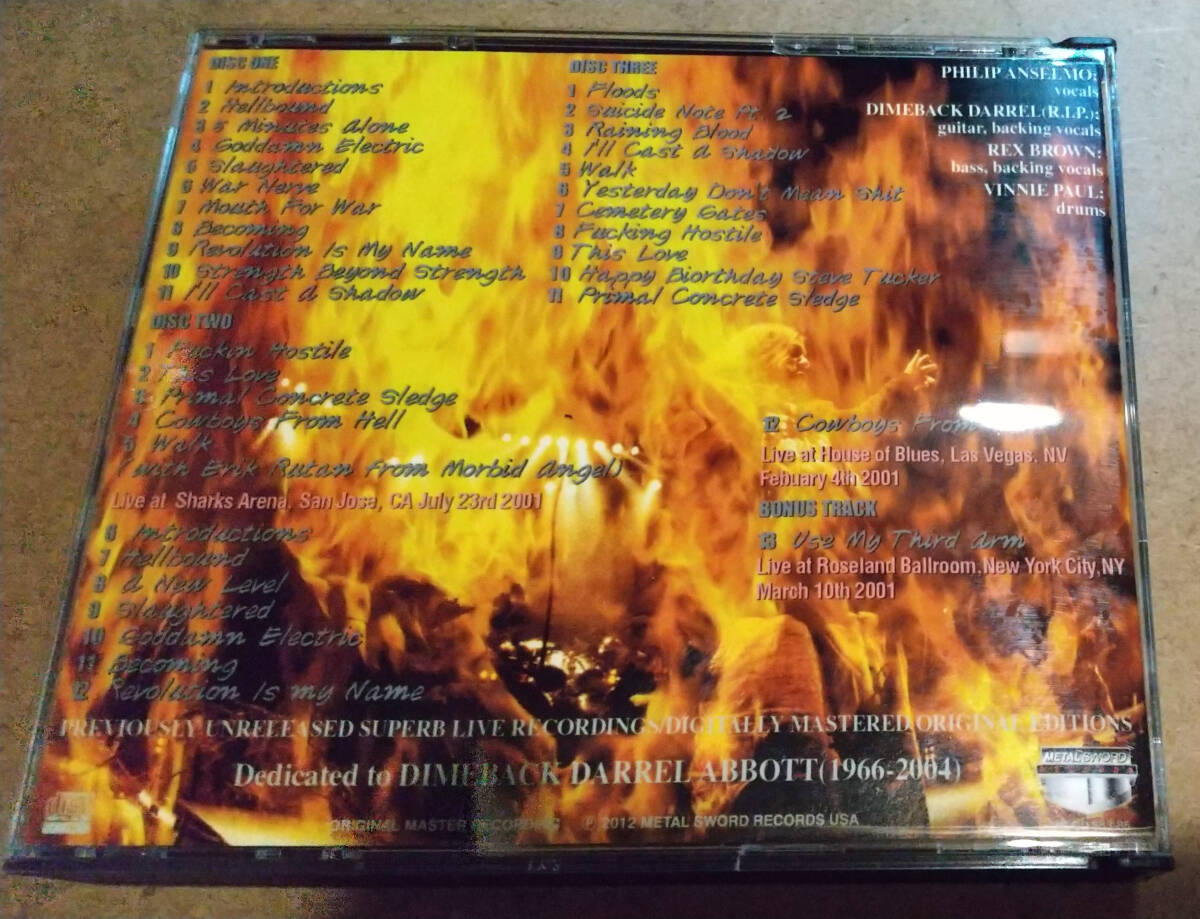 DISC ONE
1 Introductions
2 Hellbound
3 5 Minutes Alone
4 Goddamn Electric
5 Slaughtered
6 War Nerve
7 Mouth For War
8 Becoming
9 Revolution Is My Name
10 Strength Beyond Strength
11 I'll Cast a Shadow
DISC TWO
1 Fuckin Hostile
2 This Love
3 Primal Concrete Sledge
4 Cowboys From Hell
5 Walk
(with Erik Rutan From Morbid Angel)
Live at Sharks Arena, San Jose, CA July 23rd 2001
6 Introductions
7 Hellbound
8 a New Level
9 Slaughtered
10 Goddamn Electric
11 Becoming
12 Revolution Is my Name
DISC THREE
1 Floods
2 Suicide Note Pt. 2
3 Raining Blood
4 I'll Cast a Shadow
5 Walk
6 Yesterday Don't Mean Shit
7 Cemetery Gates
8 Fucking Hostile
9 This Love
10 Happy Biorthday Steve Tucker
11 Primal Concrete Sledge
12 Cowboys From
Live at House of Blues, Las Vegas, NV
Febuary 4th 2001
BONUS TRACK
13 Use My Third Arm
Live at Roseland Ballroom,New York City,NY
March 10th 2001
PHILIP ANSELMO:
vocals
DIMEBACK DARREL(R.I.P.):
guitar, backing vocals
REX BROWN:
bass, backing vocals
VINNIE PAUL:
drums
PREVIOUSLY UNRELEASED SUPERB LIVE RECORDINGS/DIGITALLY MASTERED ORIGINAL EDITIONS
Dedicated to DIMEBACK DARREL ABBOTT(1966-2004)
METAL SWORD
disc
ORIGINAL MASTER RECORDING ℗ 2012 METAL SWORD RECORDS USA